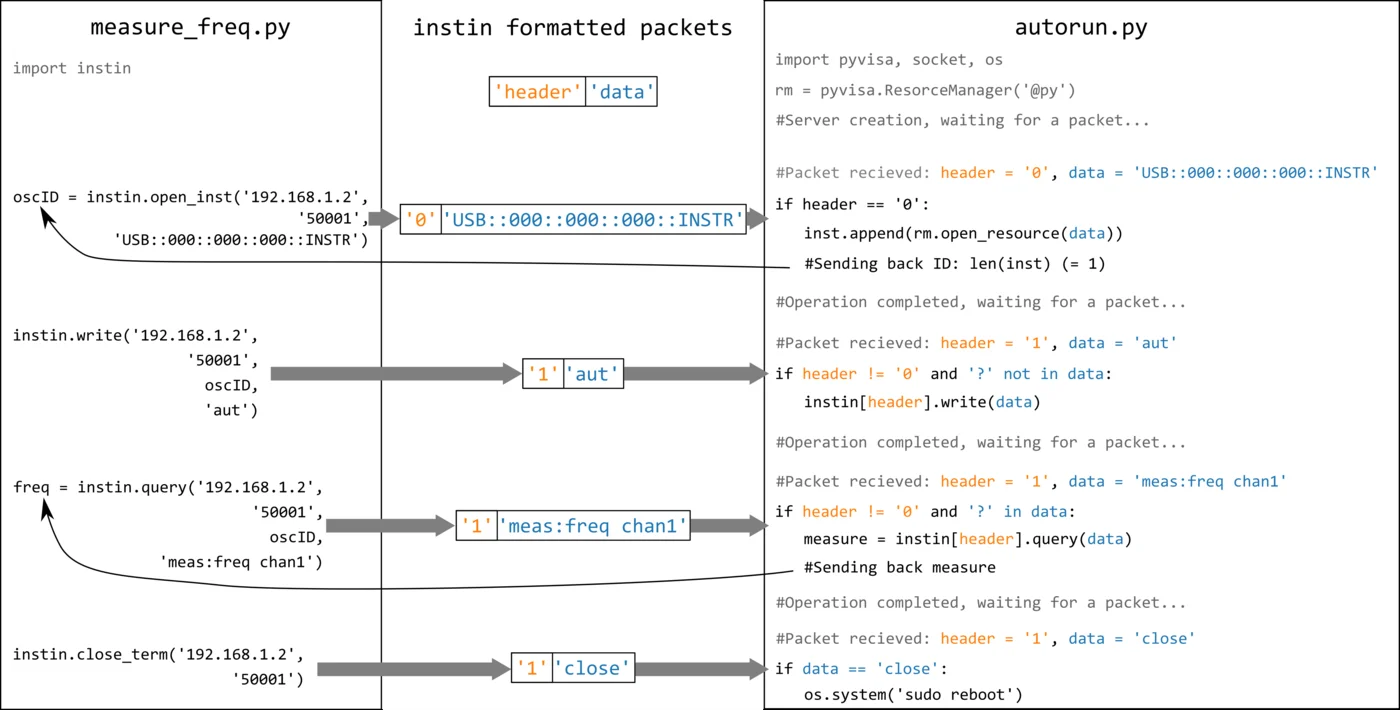 measure_freq.py
import instin
oscID = instin.open_inst('192.168.1.2',
'50001',
'USB::000::000::000::INSTR')
instin.write('192.168.1.2',
'50001',
oscID,
'aut')
freq = instin.query('192.168.1.2',
'50001',
oscID,
'meas:freq chan1')
instin.close_term('192.168.1.2',
'50001')
instin formatted packets
'header' 'data'
'0' 'USB::000::000::000::INSTR'
'1' 'aut'
'1' 'meas:freq chan1'
'1' 'close'
autorun.py
import pyvisa, socket, os
rm = pyvisa.ResorceManager('@py')
#Server creation, waiting for a packet...
#Packet recieved: header = '0', data = 'USB::000::000::000::INSTR'
if header == '0':
inst.append(rm.open_resource(data))
#Sending back ID: len(inst) (= 1)
#Operation completed, waiting for a packet...
#Packet recieved: header = '1', data = 'aut'
if header != '0' and '?' not in data:
instin[header].write(data)
#Operation completed, waiting for a packet...
#Packet recieved: header = '1', data = 'meas:freq chan1'
if header != '0' and '?' in data:
measure = instin[header].query(data)
#Sending back measure
#Operation completed, waiting for a packet...
#Packet recieved: header = '1', data = 'close'
if data == 'close':
os.system('sudo reboot')